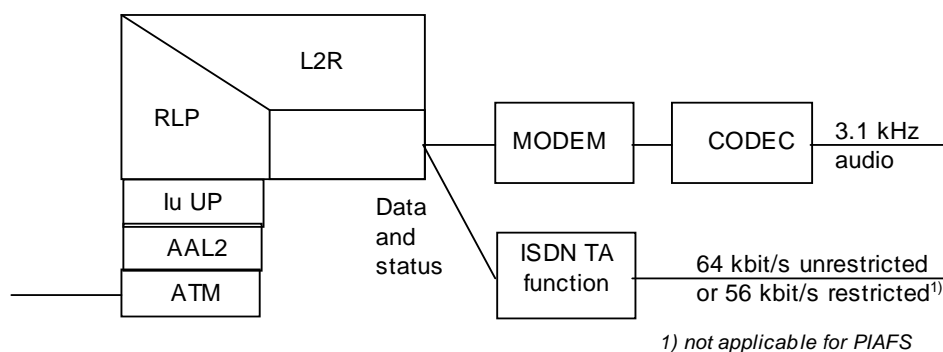 L2R
RLP
MODEM
CODEC
3.1 kHz
audio
Iu UP
AAL2
ATM
Data
and
status
ISDN TA
function
64 kbit/s unrestricted
or 56 kbit/s restricted1)
1) not applicable for PIAFS